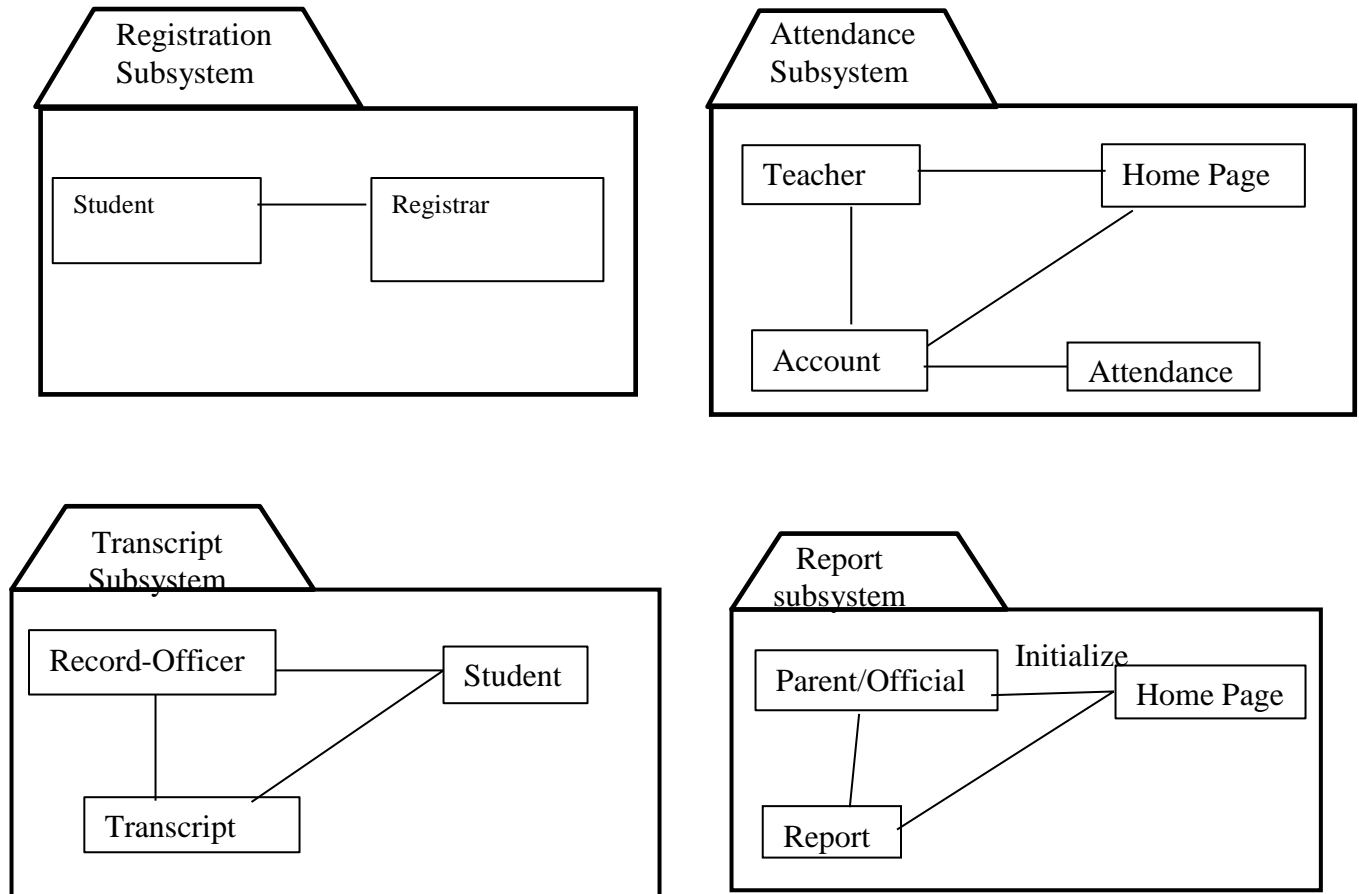 Registration
Subsystem
Student
Registrar
Attendance
Subsystem
Teacher
Home Page
Account
Attendance
Transcript
Subsystem
Record-Officer
Student
Transcript
Report
subsystem
Initialize
Parent/Official
Home Page
Report